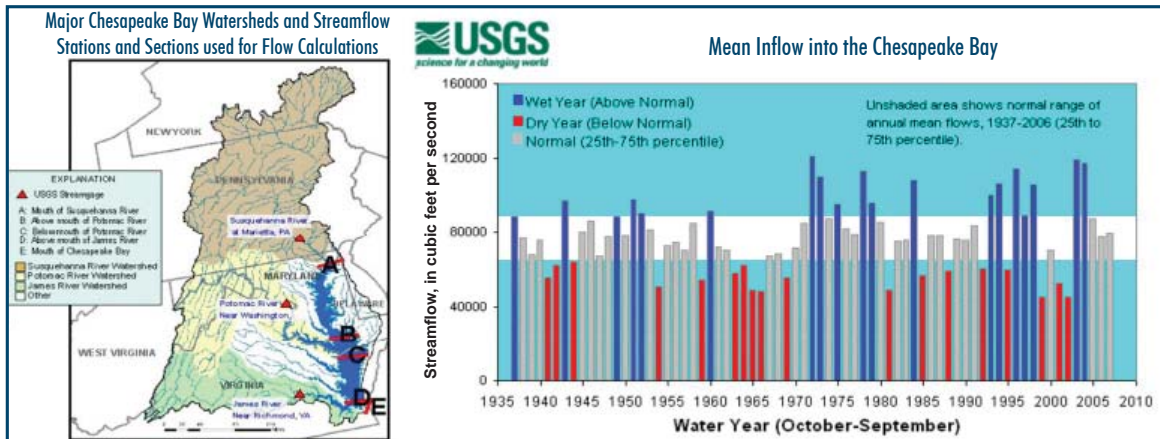 Major Chesapeake Bay Watersheds and Streamflow
Stations and Sections used for Flow Calculations
NEW YORK
PENNSYLVANIA
EXPLANATION
USGS Streamgage
A: Mouth of Susquehanna River
B: Above mouth of Potomac River
C: Below mouth of Potomac River
D: Above mouth of James River
E: Mouth of Chesapeake Bay
Susquehanna River Watershed
Potomac River Watershed
James River Watershed
Other
Susquehanna River
at Marietta, PA
MARYLAND
A
DELAWARE
Potomac River
Near Washington,
B
C
WEST VIRGINIA
VIRGINIA
James River
Near Richmond, VA
D
E
USGS
science for a changing world
Mean Inflow into the Chesapeake Bay
Streamflow, in cubic feet per second
160000
120000
80000
40000
0
Wet Year (Above Normal)
Dry Year (Below Normal)
Normal (25th-75th percentile)
Unshaded area shows normal range of
annual mean flows, 1937-2006 (25th to
75th percentile).
1935 1940 1945 1950 1955 1960 1965 1970 1975 1980 1985 1990 1995 2000 2005 2010
Water Year (October-September)